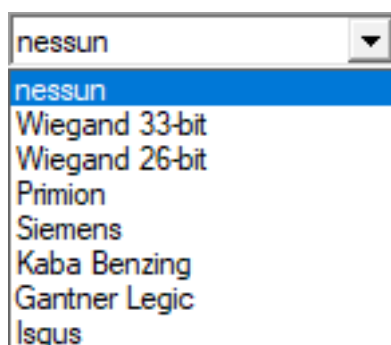 nessun
nessun
Wiegand 33-bit
Wiegand 26-bit
Primion
Siemens
Kaba Benzing
Gantner Legic
Isgus